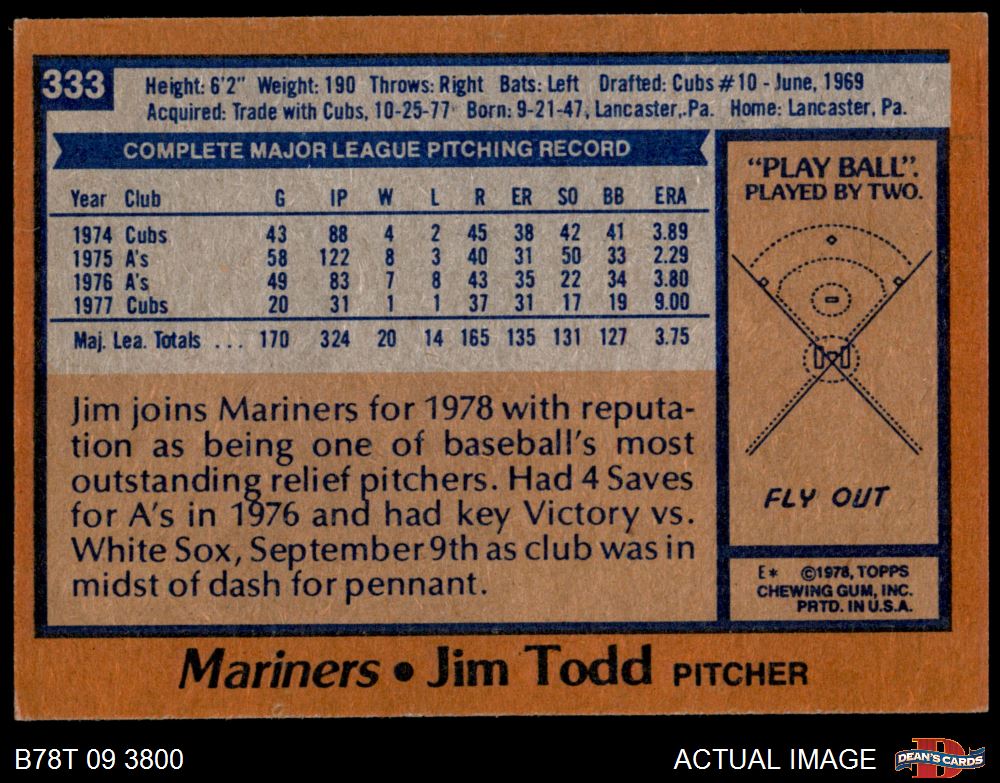 333
Height: 6'2" Weight: 190 Throws: Right Bats: Left Drafted: Cubs #10 - June, 1969
Acquired: Trade with Cubs, 10-25-77 Born: 9-21-47, Lancaster, Pa. Home: Lancaster, Pa.
COMPLETE MAJOR LEAGUE PITCHING RECORD
Year Club G IP W L R ER SO BB ERA
1974 Cubs 43 88 4 2 45 38 42 41 3.89
1975 A's 58 122 8 3 40 31 50 33 2.29
1976 A's 49 83 7 8 43 35 22 34 3.80
1977 Cubs 20 31 1 1 37 31 17 19 9.00
Maj. Lea. Totals ... 170 324 20 14 165 135 131 127 3.75
Jim joins Mariners for 1978 with reputa-
tion as being one of baseball's most
outstanding relief pitchers. Had 4 Saves
for A's in 1976 and had key Victory vs.
White Sox, September 9th as club was in
midst of dash for pennant.
"PLAY BALL".
PLAYED BY TWO.
FLY OUT
E* ©1978, TOPPS
CHEWING GUM, INC.
PRTD. IN U.S.A.
Mariners • Jim Todd PITCHER
B78T 09 3800
ACTUAL IMAGE
D
DEAN'S CARDS